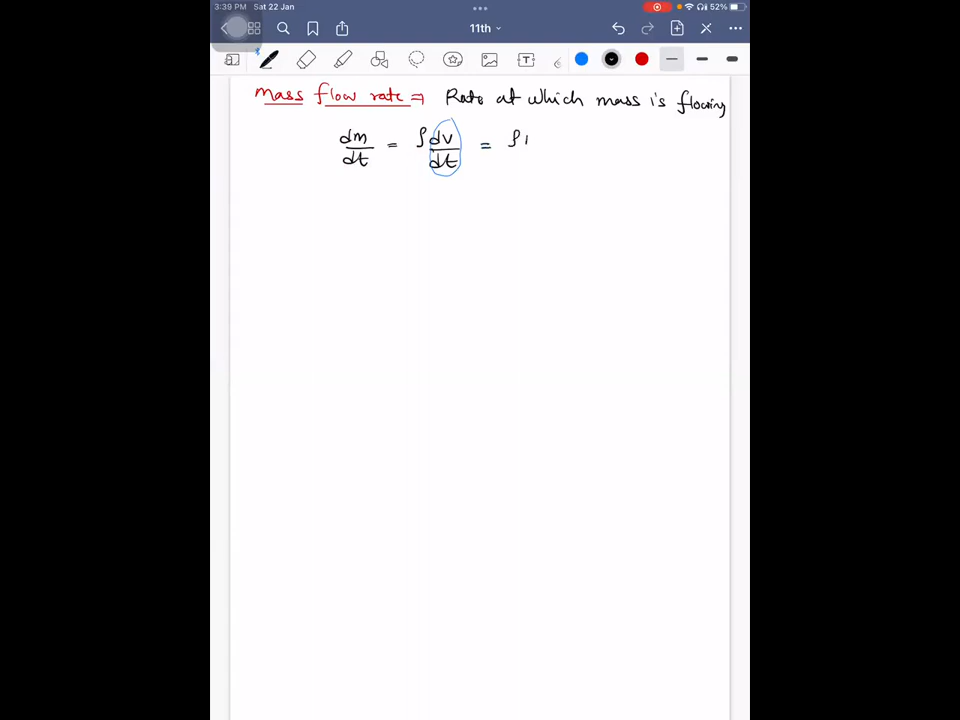 3:39 PM Sat 22 Jan 52%
11th
Mass flow rate ⇒ Rate at which mass is flowing
dm/dt = ρ dv/dt = ρ